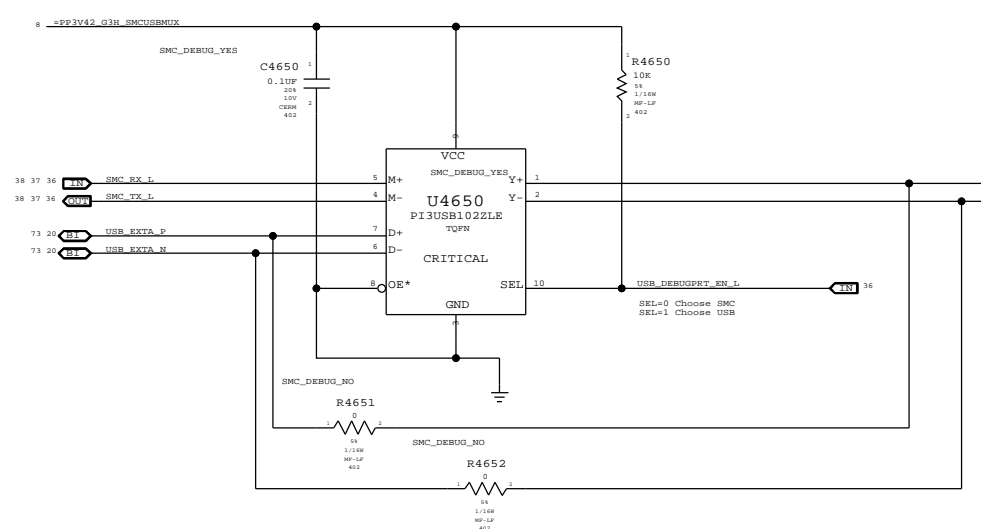 8 =PP3V42_G3H_SMCUSBMUX
SMC_DEBUG_YES
C4650
1
0.1UF
20%
10V
2
CERM
402
1
R4650
10K
5%
1/16W
MF-LF
2
402
9
VCC
SMC_DEBUG_YES
38 37 36 IN SMC_RX_L 5 M+ Y+ 1
38 37 36 OUT SMC_TX_L 4 M- Y- 2
U4650
PI3USB102ZLE
TQFN
73 20 BI USB_EXTA_P 7 D+
73 20 BI USB_EXTA_N 6 D-
CRITICAL
8 OE* SEL 10 USB_DEBUGPRT_EN_L IN 36
SEL=0 Choose SMC
SEL=1 Choose USB
GND
3
SMC_DEBUG_NO
R4651
0
1 2
5%
1/16W
MF-LF
402
SMC_DEBUG_NO
R4652
0
1 2
5%
1/16W
MF-LF
402